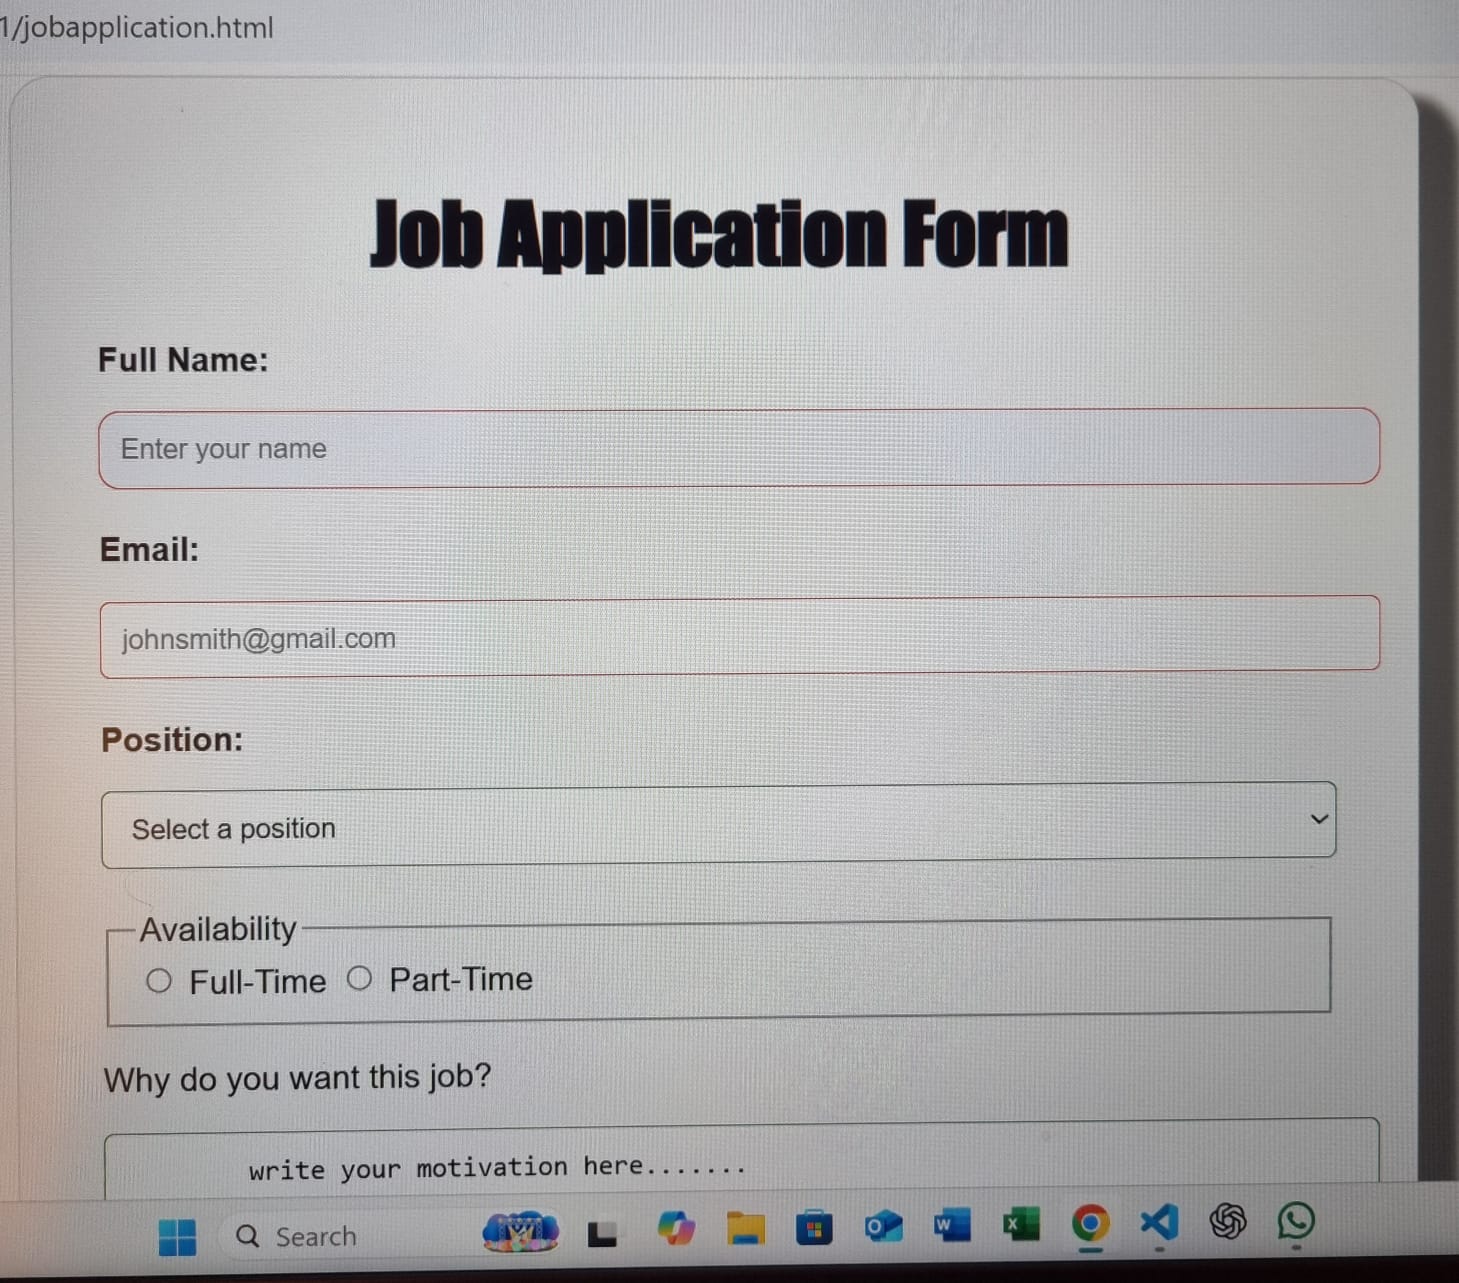 1/jobapplication.html
Job Application Form
Full Name:
Enter your name
Email:
johnsmith@gmail.com
Position:
Select a position
Availability
Full-Time Part-Time
Why do you want this job?
write your motivation here.......
Search